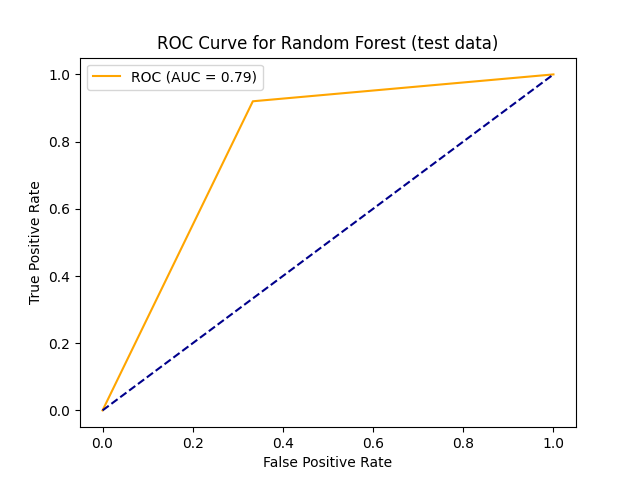 ROC Curve for Random Forest (test data)
ROC (AUC = 0.79)
True Positive Rate
1.0
0.8
0.6
0.4
0.2
0.0
0.0 0.2 0.4 0.6 0.8 1.0
False Positive Rate